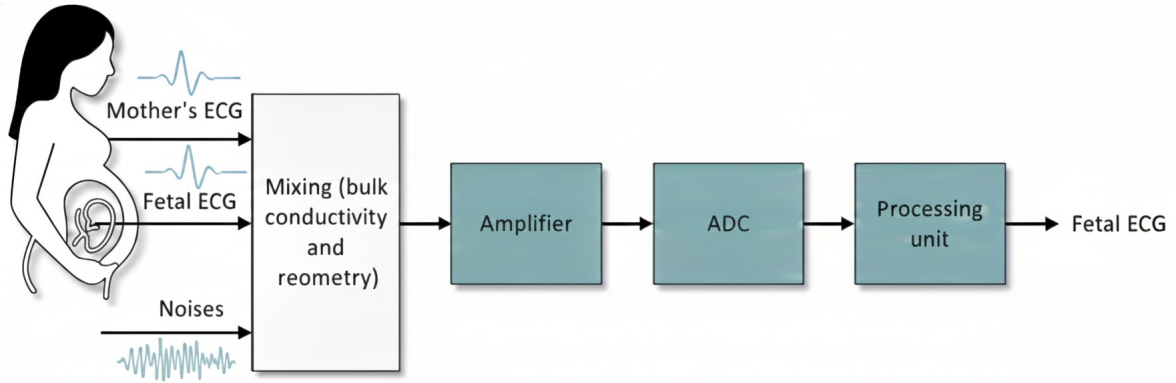 Mother's ECG
Fetal ECG
Noises
Mixing (bulk
conductivity
and
reometry)
Amplifier
ADC
Processing
unit
Fetal ECG